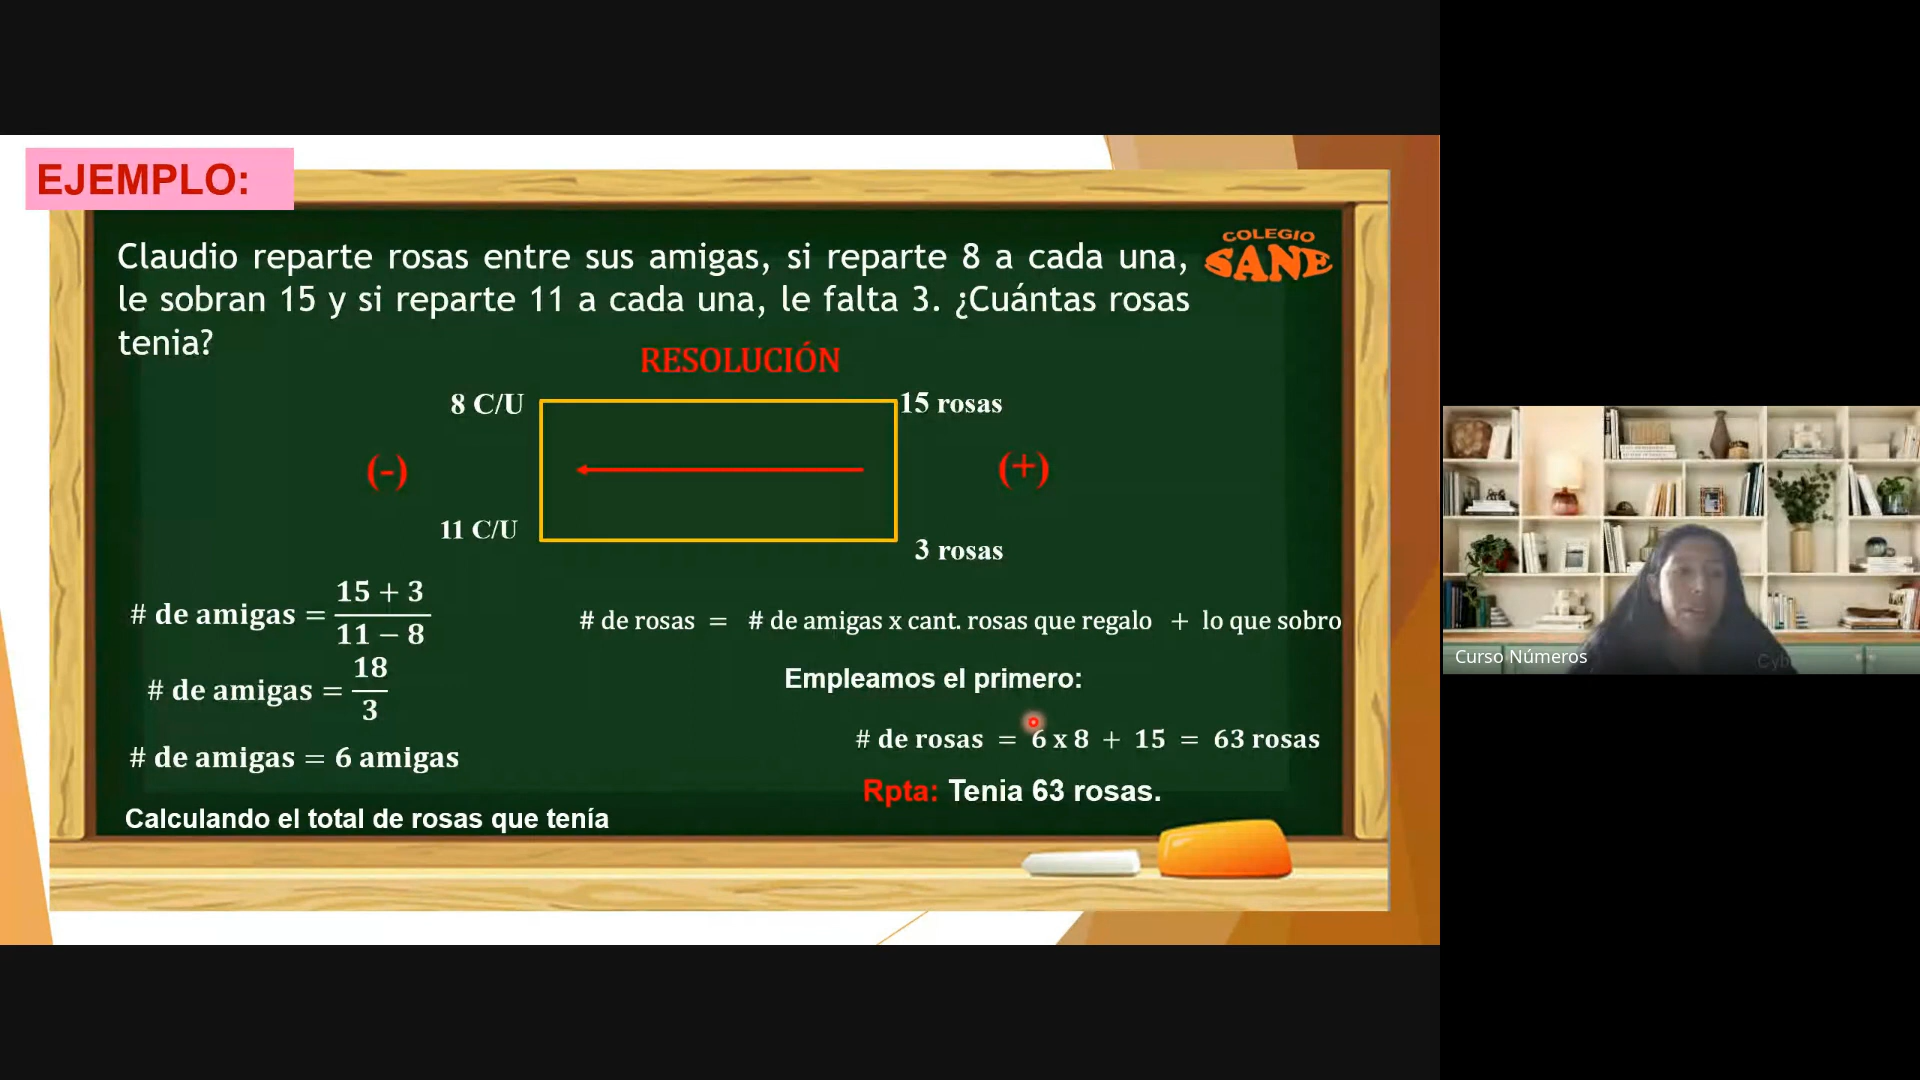 EJEMPLO:
COLEGIO
SANE
Claudio reparte rosas entre sus amigas, si reparte 8 a cada una,
le sobran 15 y si reparte 11 a cada una, le falta 3. ¿Cuántas rosas
tenia?
RESOLUCIÓN
8 C/U
15 rosas
(-)
(+)
11 C/U
3 rosas
# de amigas = (15 + 3)/(11 − 8)
# de rosas = # de amigas x cant. rosas que regalo + lo que sobro
# de amigas = 18/3
Empleamos el primero:
# de rosas = 6 x 8 + 15 = 63 rosas
# de amigas = 6 amigas
Rpta: Tenia 63 rosas.
Calculando el total de rosas que tenía
Curso Números